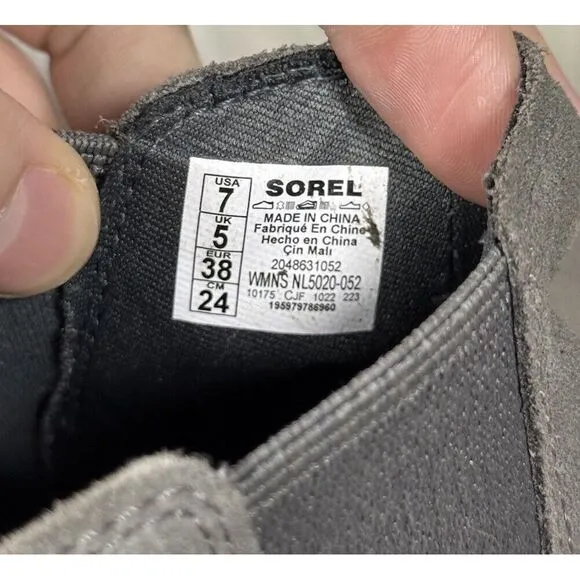 USA
7
UK
5
EUR
38
CM
24
SOREL
MADE IN CHINA
Fabriqué En Chine
Hecho en China
Çin Malı
2048631052
WMNS NL5020-052
10175 CJF 1022 223
195979786960